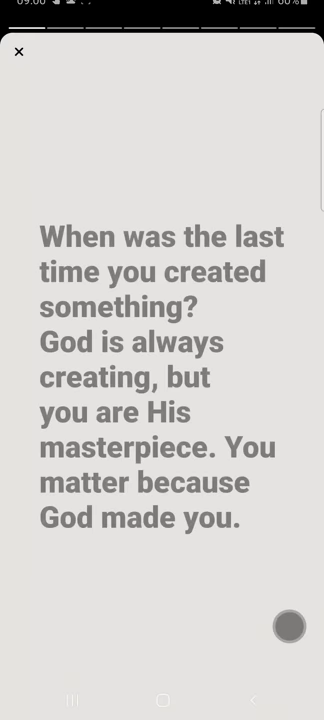 When was the last
time you created
something?
God is always
creating, but
you are His
masterpiece. You
matter because
God made you.